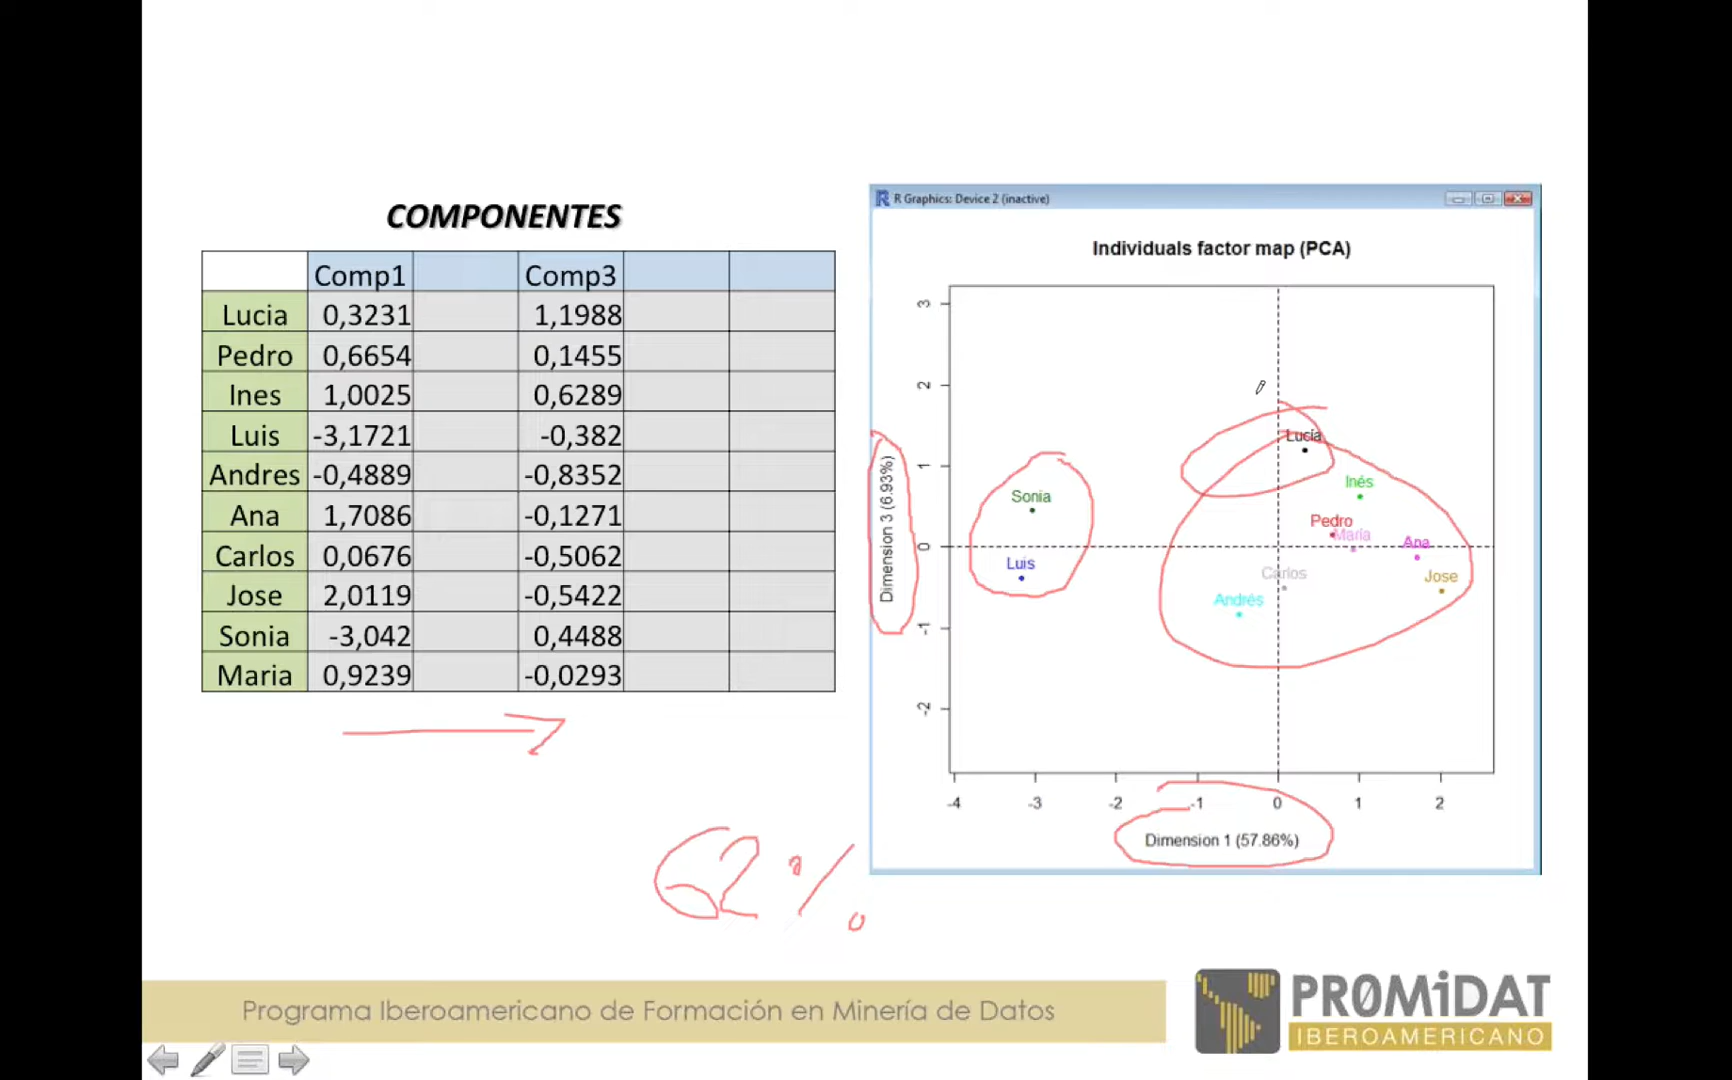 COMPONENTES
Comp1 Comp3
Lucia 0,3231 1,1988
Pedro 0,6654 0,1455
Ines 1,0025 0,6289
Luis -3,1721 -0,382
Andres -0,4889 -0,8352
Ana 1,7086 -0,1271
Carlos 0,0676 -0,5062
Jose 2,0119 -0,5422
Sonia -3,042 0,4488
Maria 0,9239 -0,0293
62%
R Graphics: Device 2 (inactive)
Individuals factor map (PCA)
Dimension 3 (6.93%)
3
2
1
0
-1
-2
Lucía
Inés
Sonia
Pedro
María
Ana
Luis
Carlos
Jose
Andrés
-4 -3 -2 -1 0 1 2
Dimension 1 (57.86%)
Programa Iberoamericano de Formación en Minería de Datos
PR0MiDAT
IBEROAMERICANO